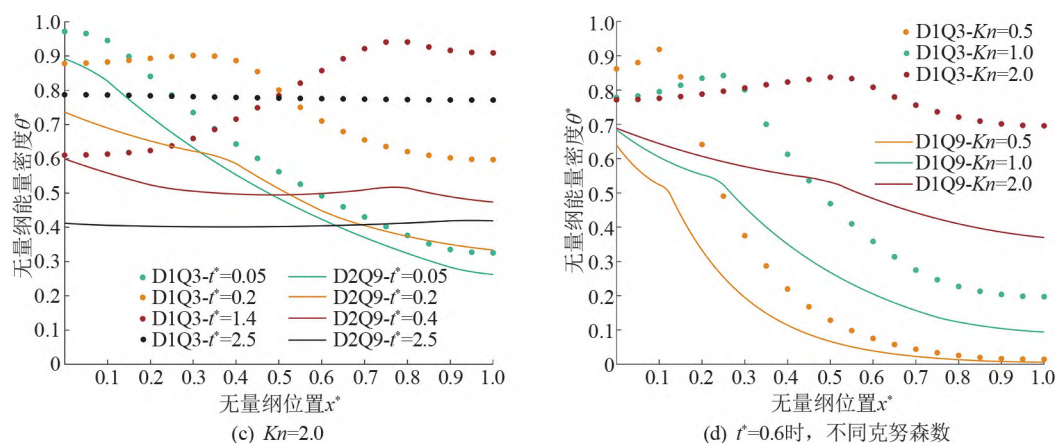 无量纲能量密度θ*
1.0
0.9
0.8
0.7
0.6
0.5
0.4
0.3
0.2
0.1
0
D1Q3-t*=0.05
D1Q3-t*=0.2
D1Q3-t*=1.4
D1Q3-t*=2.5
D2Q9-t*=0.05
D2Q9-t*=0.2
D2Q9-t*=0.4
D2Q9-t*=2.5
0.1 0.2 0.3 0.4 0.5 0.6 0.7 0.8 0.9 1.0
无量纲位置x*
(c) Kn=2.0
无量纲能量密度θ*
1.0
0.9
0.8
0.7
0.6
0.5
0.4
0.3
0.2
0.1
0
D1Q3-Kn=0.5
D1Q3-Kn=1.0
D1Q3-Kn=2.0
D1Q9-Kn=0.5
D1Q9-Kn=1.0
D1Q9-Kn=2.0
0.1 0.2 0.3 0.4 0.5 0.6 0.7 0.8 0.9 1.0
无量纲位置x*
(d) t*=0.6时，不同克努森数